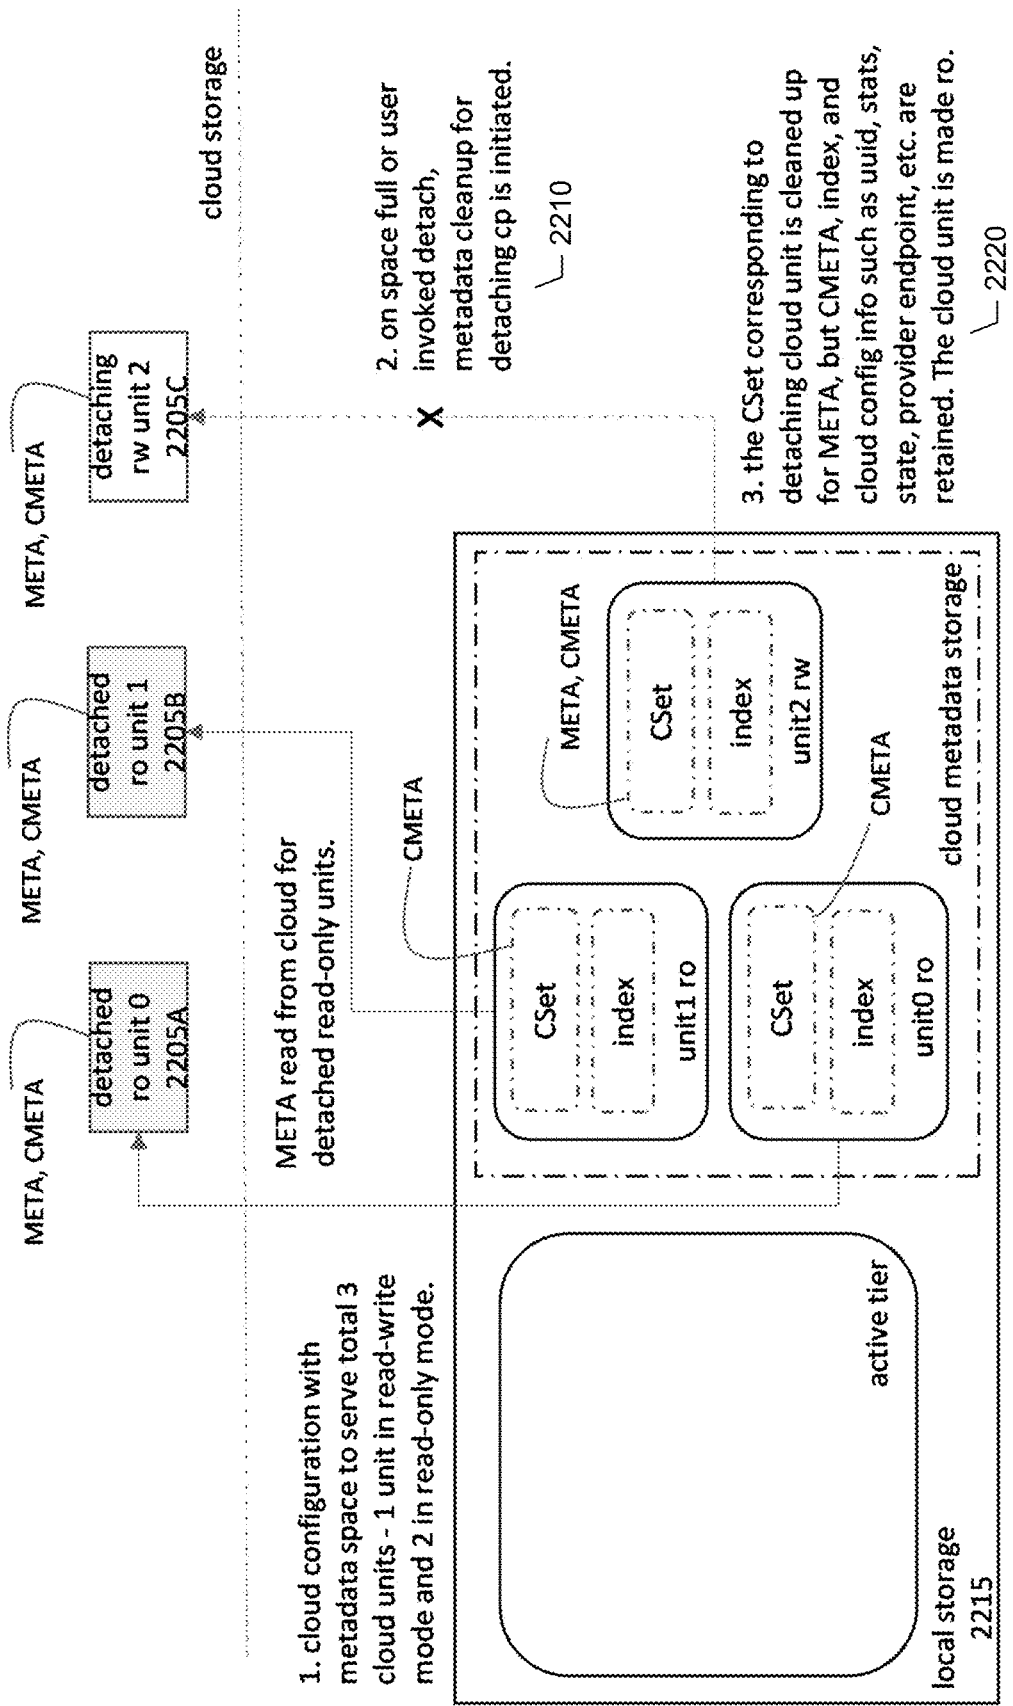 META, CMETA
detached
ro unit 0
2205A
META, CMETA
detached
ro unit 1
2205B
META, CMETA
detaching
rw unit 2
2205C
cloud storage
1. cloud configuration with
metadata space to serve total 3
cloud units - 1 unit in read-write
mode and 2 in read-only mode.
META read from cloud for
detached read-only units.
2. on space full or user
invoked detach,
metadata cleanup for
detaching cp is initiated.
2210
CMETA
CSet
index
unit1 ro
META, CMETA
CSet
index
unit2 rw
CSet
index
unit0 ro
CMETA
cloud metadata storage
active tier
local storage
2215
3. the CSet corresponding to
detaching cloud unit is cleaned up
for META, but CMETA, index, and
cloud config info such as uuid, stats,
state, provider endpoint, etc. are
retained. The cloud unit is made ro.
2220